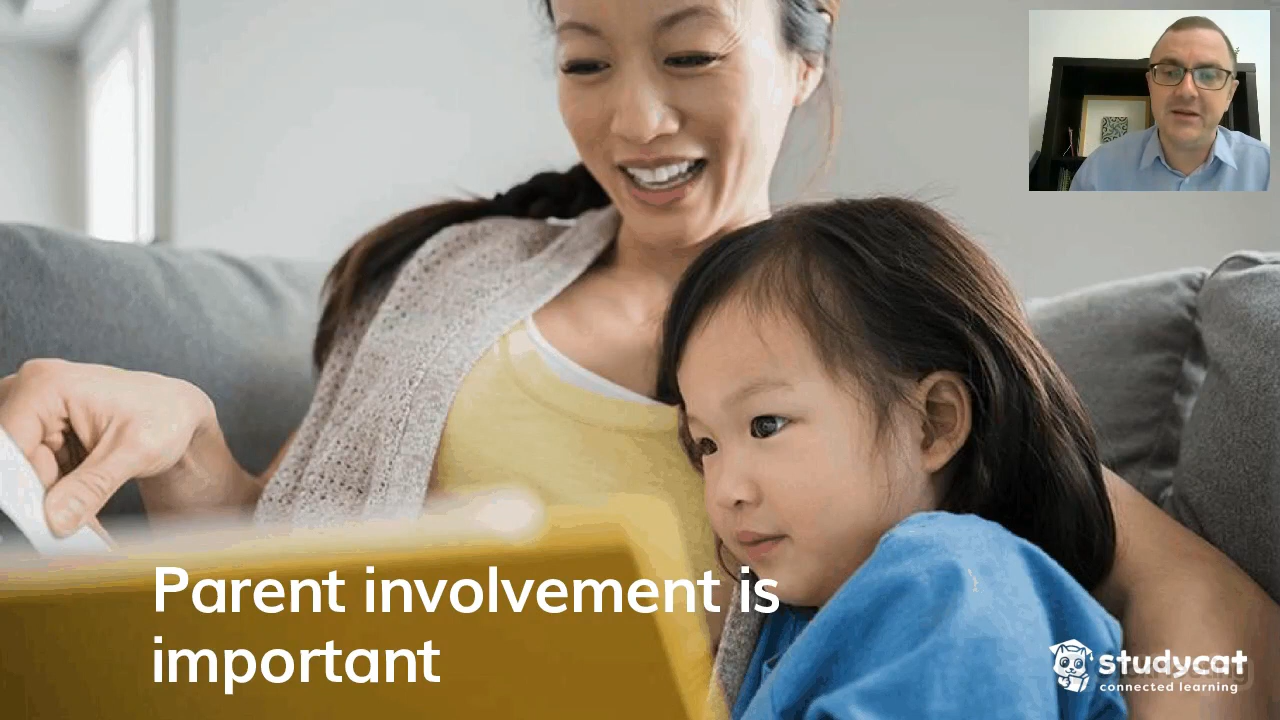 Parent involvement is
important
studycat
connected learning